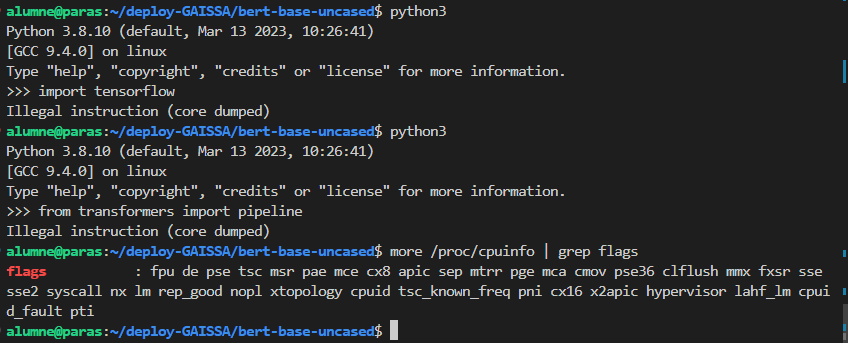 alumne@paras:~/deploy-GAISSA/bert-base-uncased$ python3
Python 3.8.10 (default, Mar 13 2023, 10:26:41)
[GCC 9.4.0] on linux
Type "help", "copyright", "credits" or "license" for more information.
>>> import tensorflow
Illegal instruction (core dumped)
alumne@paras:~/deploy-GAISSA/bert-base-uncased$ python3
Python 3.8.10 (default, Mar 13 2023, 10:26:41)
[GCC 9.4.0] on linux
Type "help", "copyright", "credits" or "license" for more information.
>>> from transformers import pipeline
Illegal instruction (core dumped)
alumne@paras:~/deploy-GAISSA/bert-base-uncased$ more /proc/cpuinfo | grep flags
flags : fpu de pse tsc msr pae mce cx8 apic sep mtrr pge mca cmov pse36 clflush mmx fxsr sse
sse2 syscall nx lm rep_good nopl xtopology cpuid tsc_known_freq pni cx16 x2apic hypervisor lahf_lm cpui
d_fault pti
alumne@paras:~/deploy-GAISSA/bert-base-uncased$